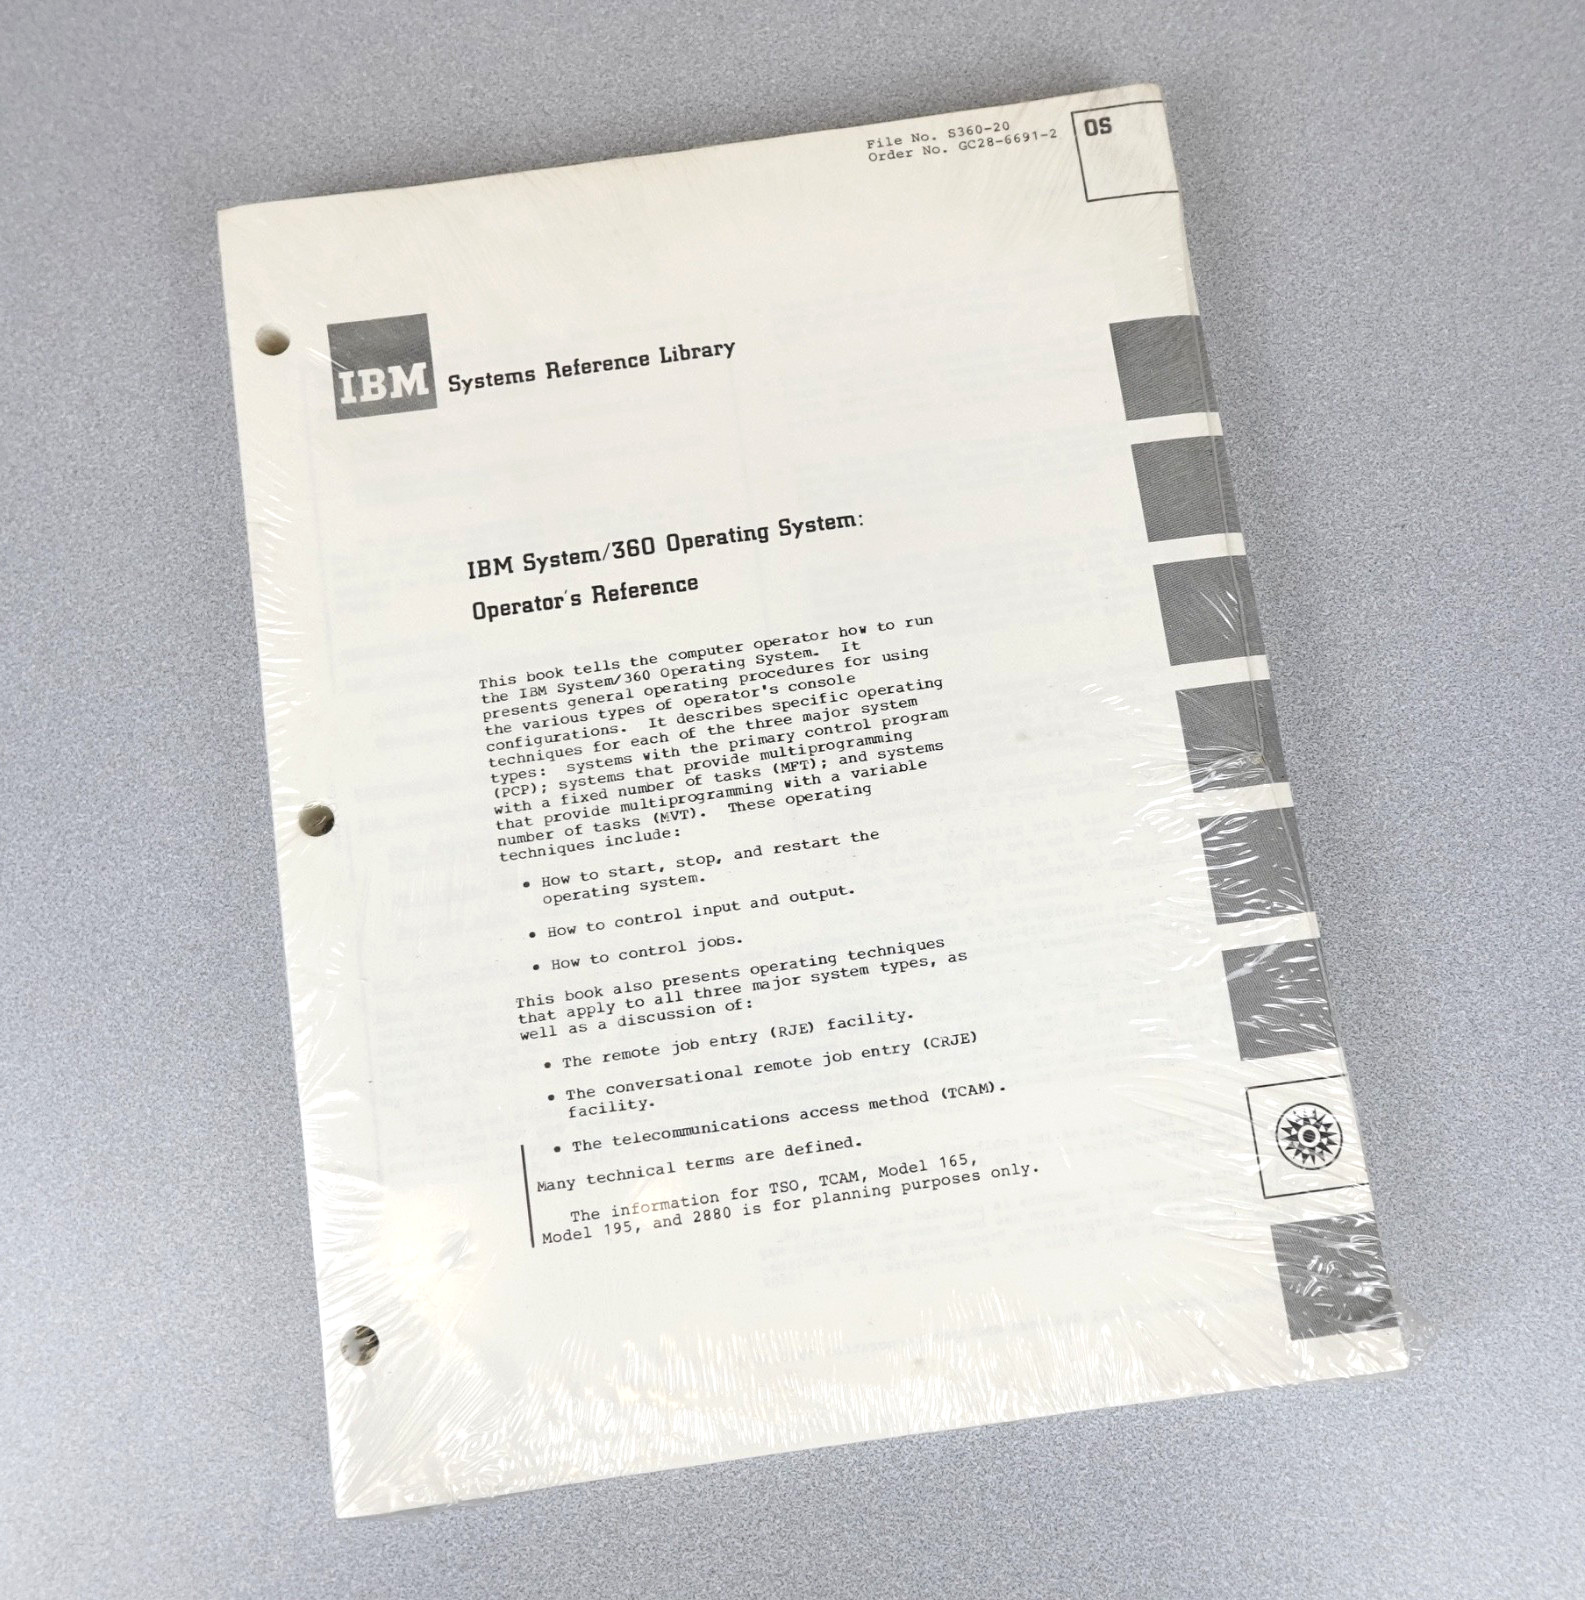 File No. S360-20
Order No. GC28-6691-2
OS
IBM
Systems Reference Library
IBM System/360 Operating System:
Operator's Reference
This book tells the computer operator how to run
the IBM System/360 Operating System. It
presents general operating procedures for using
the various types of operator's console
configurations. It describes specific operating
techniques for each of the three major system
types: systems with the primary control program
(PCP); systems that provide multiprogramming
with a fixed number of tasks (MFT); and systems
that provide multiprogramming with a variable
number of tasks (MVT). These operating
techniques include:
• How to start, stop, and restart the
operating system.
• How to control input and output.
• How to control jobs.
This book also presents operating techniques
that apply to all three major system types, as
well as a discussion of:
• The remote job entry (RJE) facility.
• The conversational remote job entry (CRJE)
facility.
• The telecommunications access method (TCAM).
Many technical terms are defined.
The information for TSO, TCAM, Model 165,
Model 195, and 2880 is for planning purposes only.